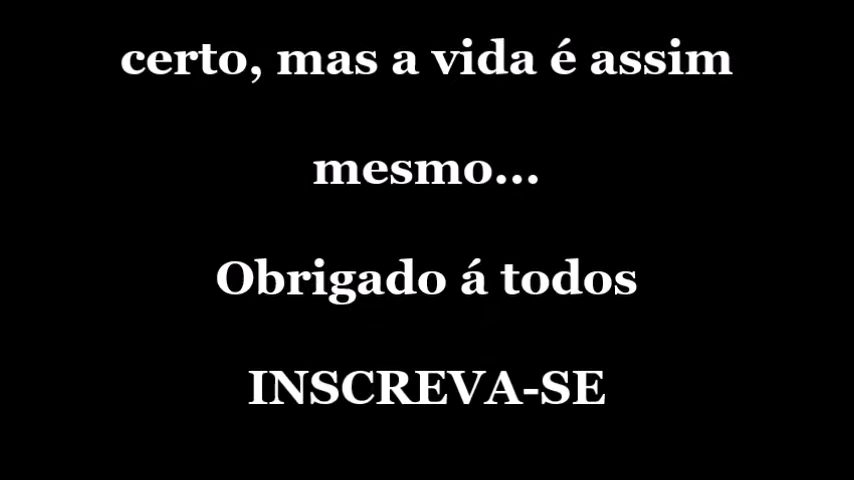 certo, mas a vida é assim
mesmo...
Obrigado á todos
INSCREVA-SE